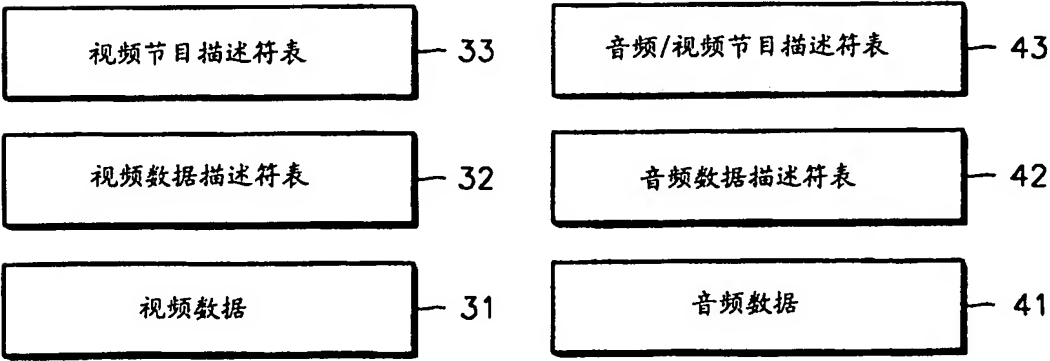 视频节目描述符表 33
音频/视频节目描述符表 43
视频数据描述符表 32
音频数据描述符表 42
视频数据 31
音频数据 41